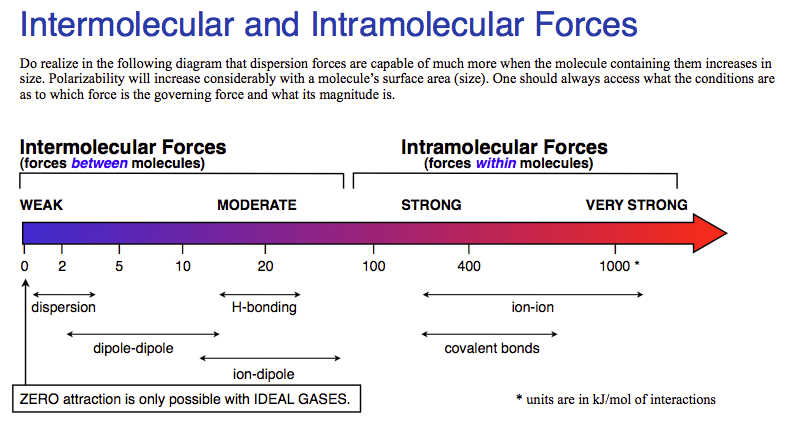 Intermolecular and Intramolecular Forces
Do realize in the following diagram that dispersion forces are capable of much more when the molecule containing them increases in
size. Polarizability will increase considerably with a molecule's surface area (size). One should always access what the conditions are
as to which force is the governing force and what its magnitude is.
Intermolecular Forces
(forces between molecules)
Intramolecular Forces
(forces within molecules)
WEAK MODERATE STRONG VERY STRONG
0 2 5 10 20 100 400 1000 *
dispersion H-bonding ion-ion
dipole-dipole covalent bonds
ion-dipole
ZERO attraction is only possible with IDEAL GASES.
* units are in kJ/mol of interactions